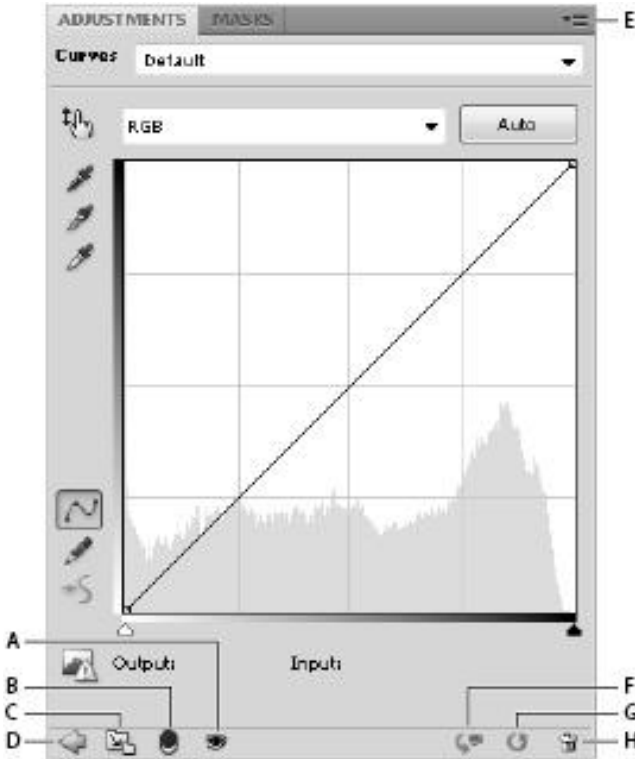 ADJUSTMENTS MASKS
E
Curves Default
RGB Auto
A
Output: Input:
B
F
C
G
D
H